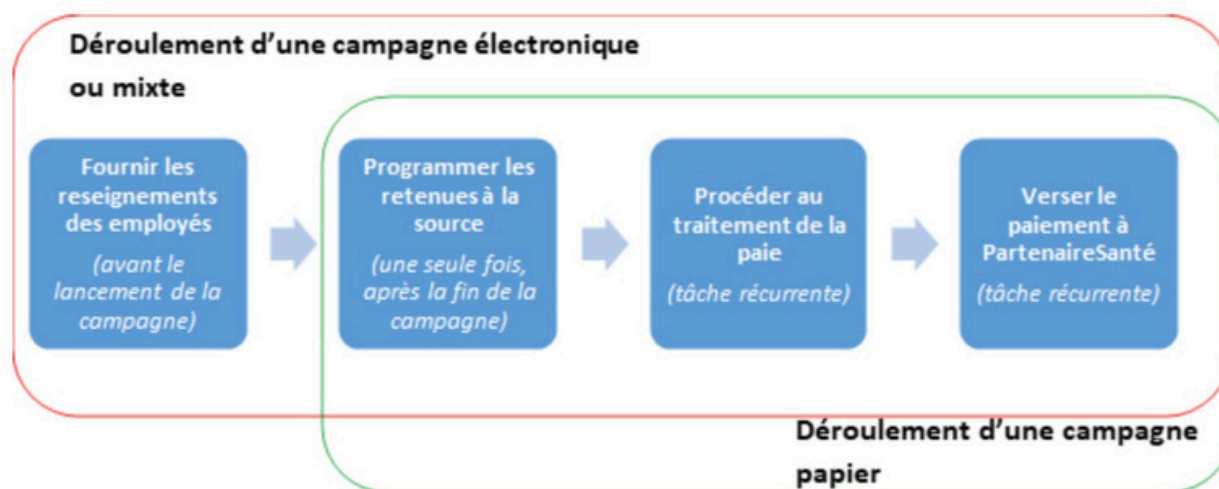 Déroulement d'une campagne électronique
ou mixte
Fournir les
reseignements
des employés
(avant le
lancement de la
campagne)
Programmer les
retenues à la
source
(une seule fois,
après la fin de la
campagne)
Procéder au
traitement de la
paie
(tâche récurrente)
Verser le
paiement à
PartenaireSanté
(tâche récurrente)
Déroulement d'une campagne
papier